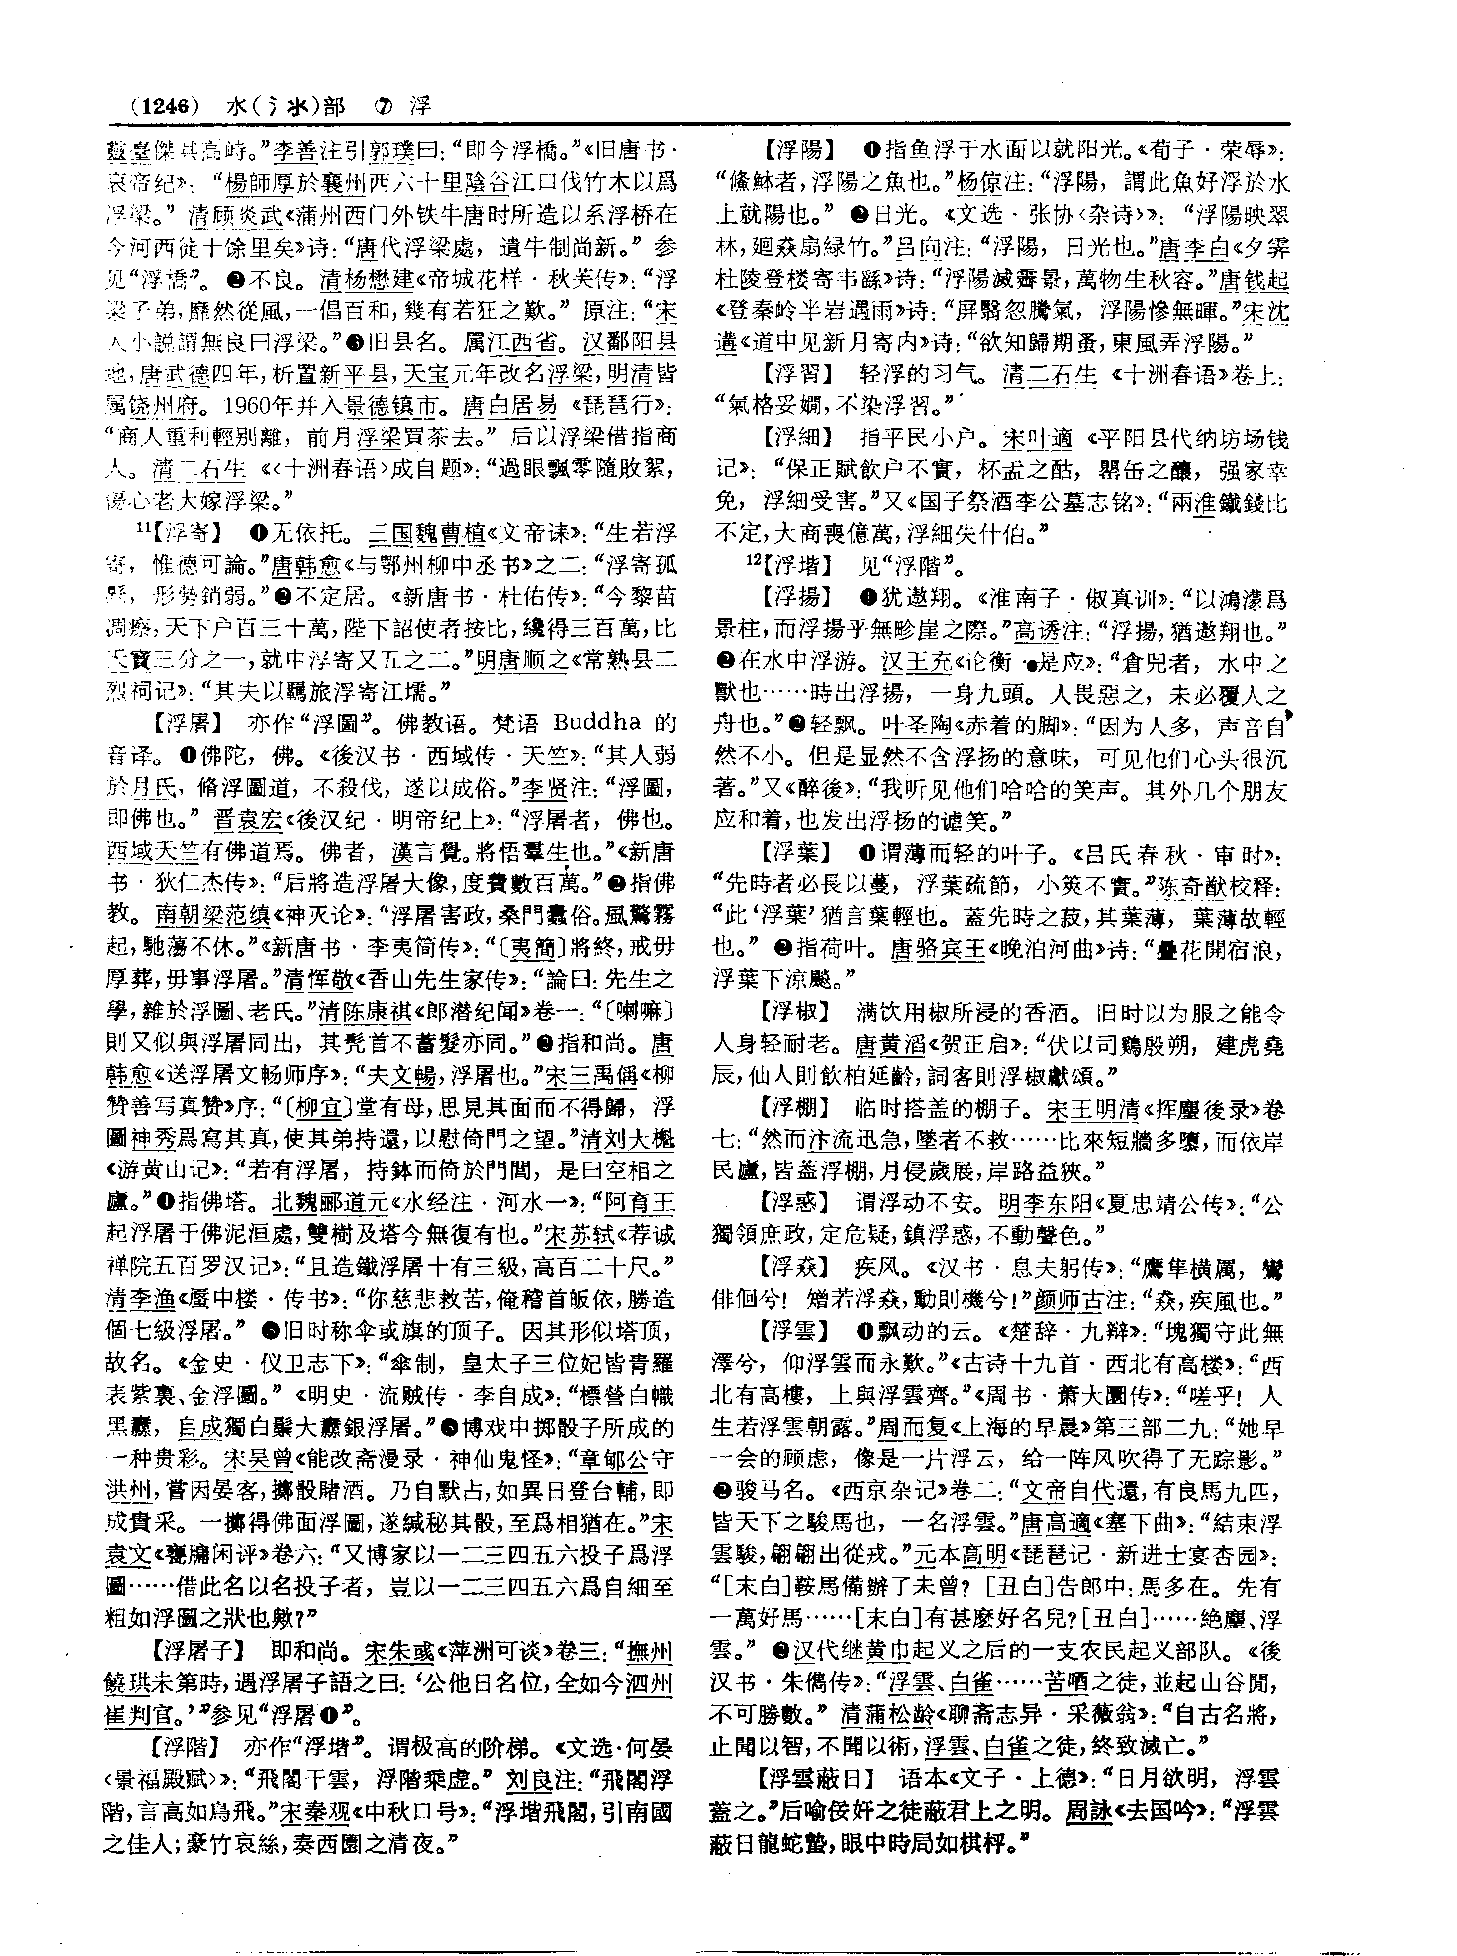 (1246) 水(氵氺)部 ⑦ 浮
靈臺傑其高峙。”李善注引郭璞曰：“即今浮橋。”《旧唐书·
哀帝纪》：“楊師厚於襄州西六十里陰谷江口伐竹木以爲
浮梁。”清顾炎武《蒲州西门外铁牛唐时所造以系浮桥在
今河西徙十馀里矣》诗：“唐代浮梁處，遺牛制尚新。”参
见“浮橋”。❷不良。清杨懋建《帝城花样·秋芙传》：“浮
梁子弟，靡然從風，一倡百和，幾有若狂之歎。”原注：“宋
人小説謂無良曰浮梁。”❸旧县名。属江西省。汉鄱阳县
地，唐武德四年，析置新平县，天宝元年改名浮梁，明清皆
属饶州府。1960年并入景德镇市。唐白居易《琵琶行》：
“商人重利輕别離，前月浮梁買茶去。”后以浮梁借指商
人。清二石生《〈十洲春语〉成自题》：“過眼飄零隨敗絮，
傷心老大嫁浮梁。”
11【浮寄】 ❶无依托。三国魏曹植《文帝诔》：“生若浮
寄，惟德可論。”唐韩愈《与鄂州柳中丞书》之二：“浮寄孤
懸，形勢銷弱。”❷不定居。《新唐书·杜佑传》：“今黎苗
凋瘵，天下户百三十萬，陛下詔使者按比，纔得三百萬，比
天寶三分之一，就中浮寄又五之二。”明唐顺之《常熟县二
烈祠记》：“其夫以羈旅浮寄江壖。”
【浮屠】 亦作“浮圖”。佛教语。梵语 Buddha 的
音译。❶佛陀，佛。《後汉书·西域传·天竺》：“其人弱
於月氏，脩浮圖道，不殺伐，遂以成俗。”李贤注：“浮圖，
即佛也。”晋袁宏《後汉纪·明帝纪上》：“浮屠者，佛也。
西域天竺有佛道焉。佛者，漢言覺。將悟羣生也。”《新唐
书·狄仁杰传》：“后將造浮屠大像，度費數百萬。”❷指佛
教。南朝梁范缜《神灭论》：“浮屠害政，桑門蠹俗。風驚霧
起，馳蕩不休。”《新唐书·李夷简传》：“〔夷簡〕將終，戒毋
厚葬，毋事浮屠。”清恽敬《香山先生家传》：“論曰：先生之
學，雜於浮圖、老氏。”清陈康祺《郎潜纪闻》卷一：“〔喇嘛〕
則又似與浮屠同出，其髡首不蓄髮亦同。”❸指和尚。唐
韩愈《送浮屠文畅师序》：“夫文暢，浮屠也。”宋王禹偁《柳
赞善写真赞》序：“〔柳宜〕堂有母，思見其面而不得歸，浮
圖神秀爲寫其真，使其弟持還，以慰倚門之望。”清刘大櫆
《游黄山记》：“若有浮屠，持鉢而倚於門閭，是曰空相之
廬。”❹指佛塔。北魏郦道元《水经注·河水一》：“阿育王
起浮屠于佛泥洹處，雙樹及塔今無復有也。”宋苏轼《荐诚
禅院五百罗汉记》：“且造鐵浮屠十有三級，高百二十尺。”
清李渔《蜃中楼·传书》：“你慈悲救苦，俺稽首皈依，勝造
個七級浮屠。”❺旧时称伞或旗的顶子。因其形似塔顶，
故名。《金史·仪卫志下》：“傘制，皇太子三位妃皆青羅
表紫裏、金浮圖。”《明史·流贼传·李自成》：“標營白幟
黑纛，自成獨白鬃大纛銀浮屠。”❻博戏中掷骰子所成的
一种贵彩。宋吴曾《能改斋漫录·神仙鬼怪》：“章郇公守
洪州，嘗因晏客，擲骰賭酒。乃自默占，如異日登台輔，即
成貴采。一擲得佛面浮圖，遂緘秘其骰，至爲相猶在。”宋
袁文《甕牖闲评》卷六：“又博家以一二三四五六投子爲浮
圖……借此名以名投子者，豈以一二三四五六爲自細至
粗如浮圖之狀也歟？”
【浮屠子】 即和尚。宋朱彧《萍洲可谈》卷三：“撫州
饒珙未第時，遇浮屠子語之曰：‘公他日名位，全如今泗州
崔判官。’”参见“浮屠❶”。
【浮階】 亦作“浮堦”。谓极高的阶梯。《文选·何晏
〈景福殿赋〉》：“飛閣干雲，浮階乘虚。”刘良注：“飛閣浮
階，言高如鳥飛。”宋秦观《中秋口号》：“浮堦飛閣，引南國
之佳人；豪竹哀絲，奏西園之清夜。”
【浮陽】 ❶指鱼浮于水面以就阳光。《荀子·荣辱》：
“鯈䱁者，浮陽之魚也。”杨倞注：“浮陽，謂此魚好浮於水
上就陽也。”❷日光。《文选·张协〈杂诗〉》：“浮陽映翠
林，廻猋扇緑竹。”吕向注：“浮陽，日光也。”唐李白《夕霁
杜陵登楼寄韦繇》诗：“浮陽滅霽景，萬物生秋容。”唐钱起
《登秦岭半岩遇雨》诗：“屏翳忽騰氣，浮陽慘無暉。”宋沈
遘《道中见新月寄内》诗：“欲知歸期蚤，東風弄浮陽。”
【浮習】 轻浮的习气。清二石生《十洲春语》卷上：
“氣格妥嫺，不染浮習。”
【浮細】 指平民小户。宋叶適《平阳县代纳坊场钱
记》：“保正賦飲户不實，杯盂之酤，罌缶之釀，强家幸
免，浮細受害。”又《国子祭酒李公墓志铭》：“兩淮鐵錢比
不定，大商喪億萬，浮細失什伯。”
12【浮堦】 见“浮階”。
【浮揚】 ❶犹遨翔。《淮南子·俶真训》：“以鴻濛爲
景柱，而浮揚乎無畛崖之際。”高诱注：“浮揚，猶遨翔也。”
❷在水中浮游。汉王充《论衡·是应》：“倉兕者，水中之
獸也……時出浮揚，一身九頭。人畏惡之，未必覆人之
舟也。”❸轻飘。叶圣陶《赤着的脚》：“因为人多，声音自
然不小。但是显然不含浮扬的意味，可见他们心头很沉
著。”又《醉後》：“我听见他们哈哈的笑声。其外几个朋友
应和着，也发出浮扬的谑笑。”
【浮葉】 ❶谓薄而轻的叶子。《吕氏春秋·审时》：
“先時者必長以蔓，浮葉疏節，小莢不實。”陈奇猷校释：
“此‘浮葉’猶言葉輕也。蓋先時之菽，其葉薄，葉薄故輕
也。”❷指荷叶。唐骆宾王《晚泊河曲》诗：“疊花開宿浪，
浮葉下涼飈。”
【浮椒】 满饮用椒所浸的香酒。旧时以为服之能令
人身轻耐老。唐黄滔《贺正启》：“伏以司鷄殷朔，建虎堯
辰，仙人則飲柏延齡，詞客則浮椒獻頌。”
【浮棚】 临时搭盖的棚子。宋王明清《挥麈後录》卷
七：“然而汴流迅急，墜者不救……比來短牆多隳，而依岸
民廬，皆蓋浮棚，月侵歲展，岸路益狹。”
【浮惑】 谓浮动不安。明李东阳《夏忠靖公传》：“公
獨領庶政，定危疑，鎮浮惑，不動聲色。”
【浮猋】 疾风。《汉书·息夫躬传》：“鷹隼横厲，鸞
俳佪兮！矰若浮猋，動則機兮！”颜师古注：“猋，疾風也。”
【浮雲】 ❶飘动的云。《楚辞·九辩》：“塊獨守此無
澤兮，仰浮雲而永歎。”《古诗十九首·西北有高楼》：“西
北有高樓，上與浮雲齊。”《周书·萧大圜传》：“嗟乎！人
生若浮雲朝露。”周而复《上海的早晨》第三部二九：“她早
一会的顾虑，像是一片浮云，给一阵风吹得了无踪影。”
❷骏马名。《西京杂记》卷二：“文帝自代還，有良馬九匹，
皆天下之駿馬也，一名浮雲。”唐高適《塞下曲》：“結束浮
雲駿，翩翩出從戎。”元本高明《琵琶记·新进士宴杏园》：
“[末白]鞍馬備辦了未曾？[丑白]告郎中：馬多在。先有
一萬好馬……[末白]有甚麽好名兒？[丑白]……絶塵、浮
雲。”❸汉代继黄巾起义之后的一支农民起义部队。《後
汉书·朱儁传》：“浮雲、白雀……苦哂之徒，並起山谷閒，
不可勝數。”清蒲松龄《聊斋志异·采薇翁》：“自古名將，
止聞以智，不聞以術，浮雲、白雀之徒，終致滅亡。”
【浮雲蔽日】 语本《文子·上德》：“日月欲明，浮雲
蓋之。”后喻佞奸之徒蔽君上之明。周詠《去国吟》：“浮雲
蔽日龍蛇蟄，眼中時局如棋枰。”